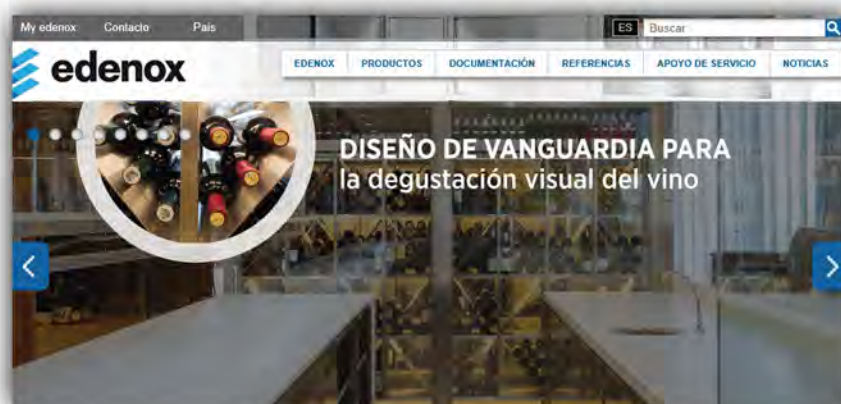 My edenox Contacto País ES Buscar
edenox
EDENOX PRODUCTOS DOCUMENTACIÓN REFERENCIAS APOYO DE SERVICIO NOTICIAS
DISEÑO DE VANGUARDIA PARA
la degustación visual del vino